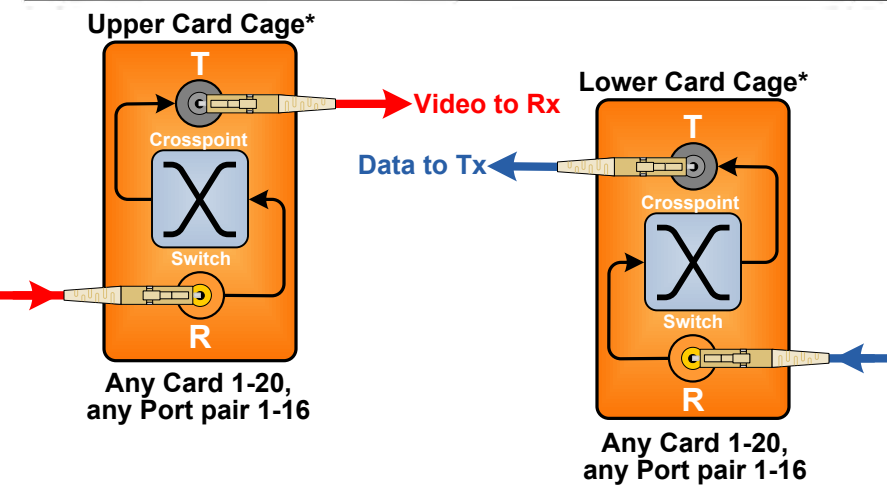 Upper Card Cage*
T
Crosspoint
Switch
R
Any Card 1-20,
any Port pair 1-16
Video to Rx
Data to Tx
Lower Card Cage*
T
Crosspoint
Switch
R
Any Card 1-20,
any Port pair 1-16